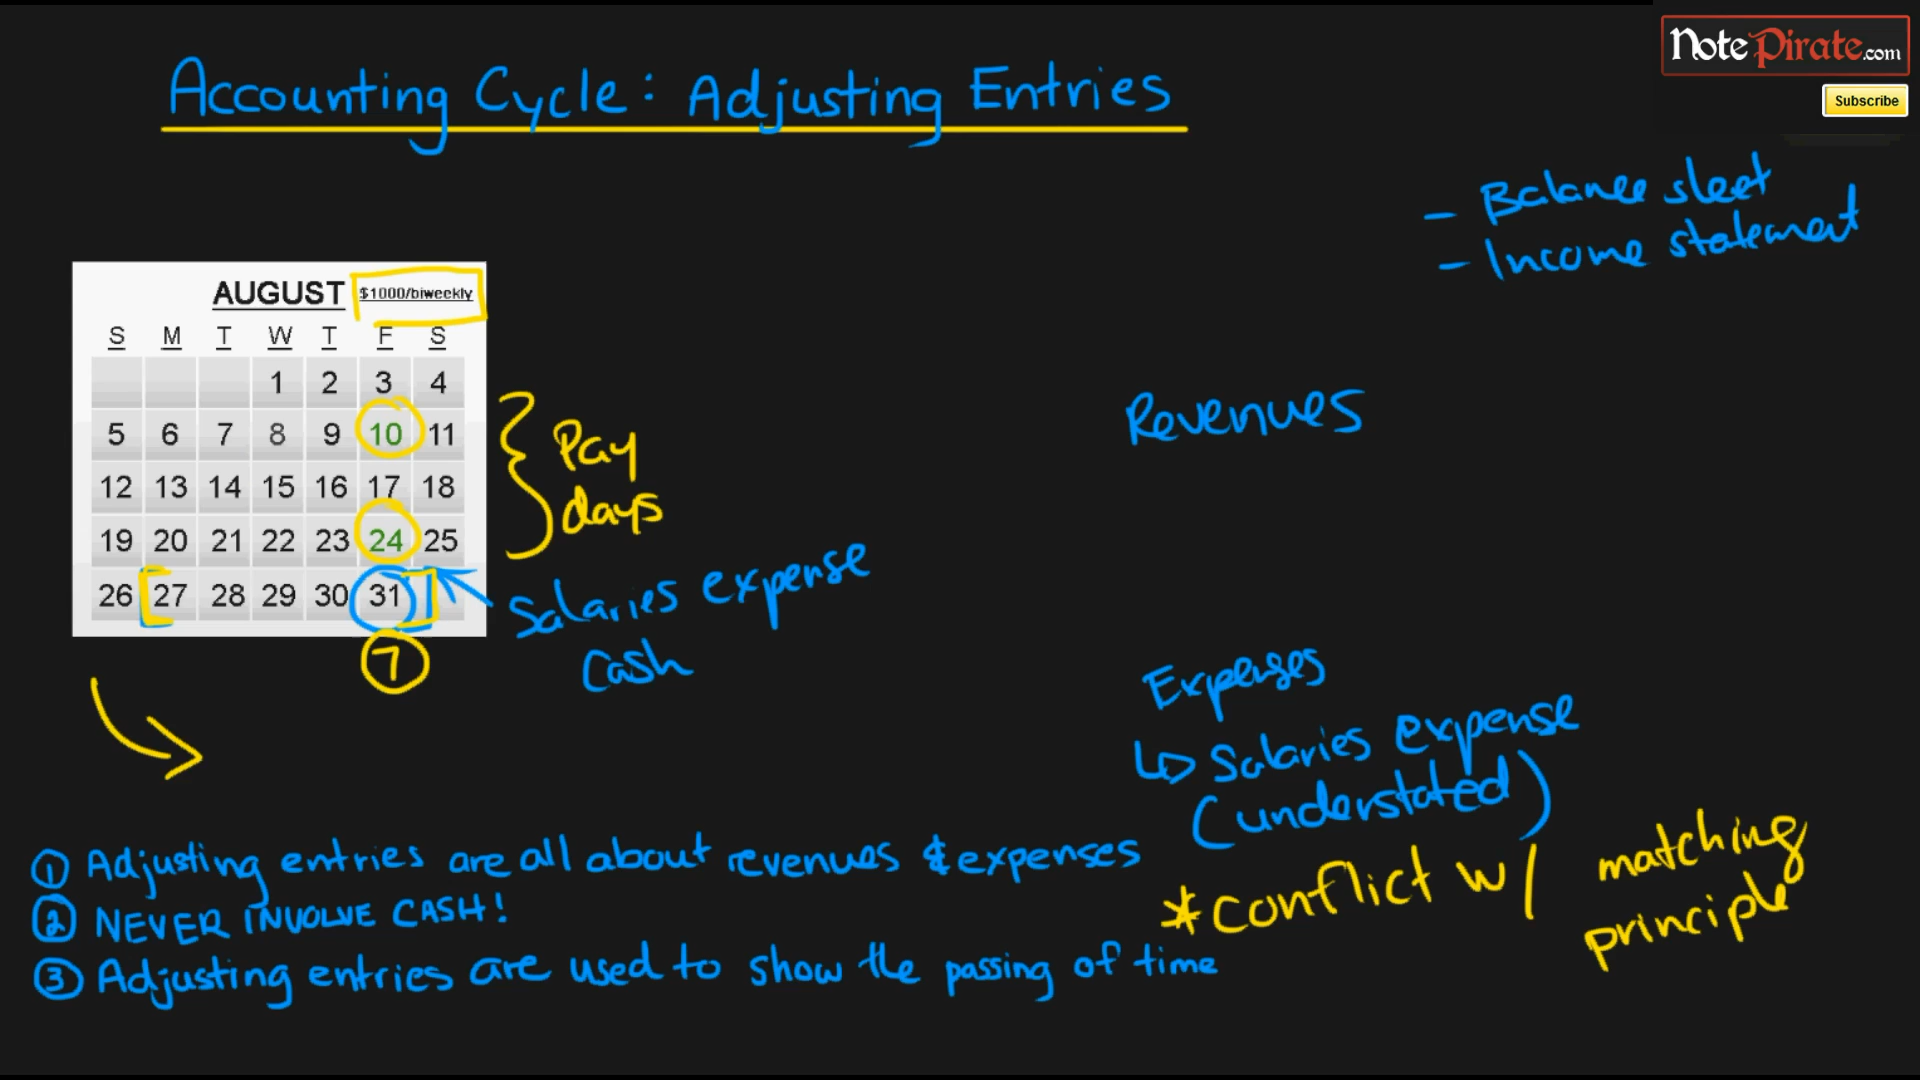 NotePirate.com
Subscribe
Accounting Cycle: Adjusting Entries
- Balance sheet
- Income statement
AUGUST $1000/biweekly
S M T W T F S
1 2 3 4
5 6 7 8 9 10 11
12 13 14 15 16 17 18
19 20 21 22 23 24 25
26 27 28 29 30 31
7
Pay
days
Salaries expense
Cash
Revenues
Expenses
↳ Salaries expense
(understated)
* Conflict w/ matching
principle
① Adjusting entries are all about revenues & expenses
② NEVER INVOLVE CASH!
③ Adjusting entries are used to show the passing of time